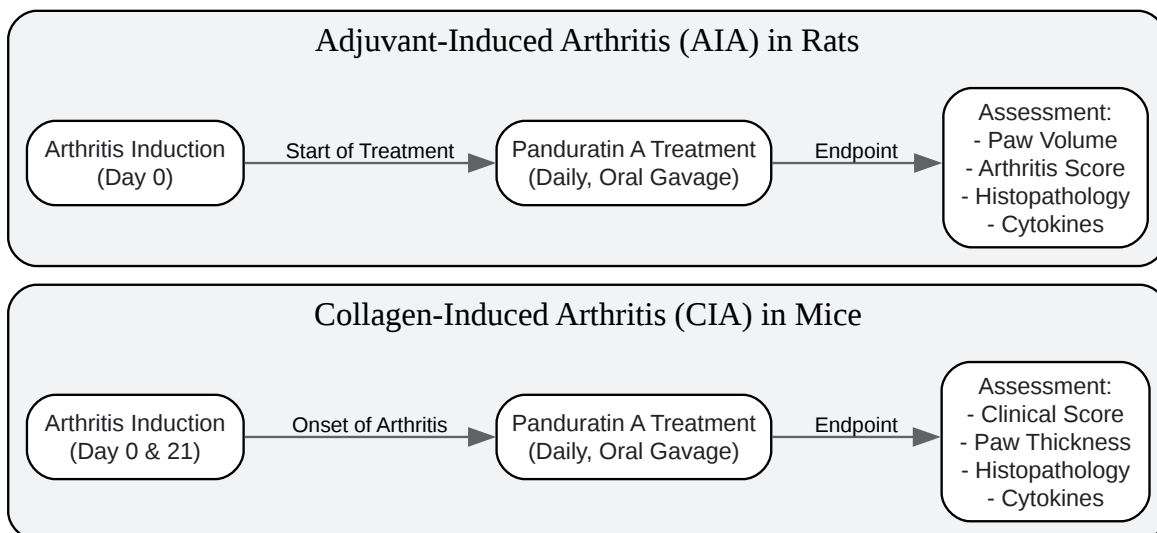 Adjuvant-Induced Arthritis (AIA) in Rats
Arthritis Induction
(Day 0)
Start of Treatment
Panduratin A Treatment
(Daily, Oral Gavage)
Endpoint
Assessment:
- Paw Volume
- Arthritis Score
- Histopathology
- Cytokines
Collagen-Induced Arthritis (CIA) in Mice
Arthritis Induction
(Day 0 & 21)
Onset of Arthritis
Panduratin A Treatment
(Daily, Oral Gavage)
Endpoint
Assessment:
- Clinical Score
- Paw Thickness
- Histopathology
- Cytokines